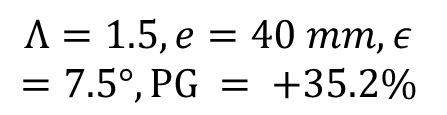 Λ = 1.5, e = 40 mm, ϵ
= 7.5°, PG = +35.2%